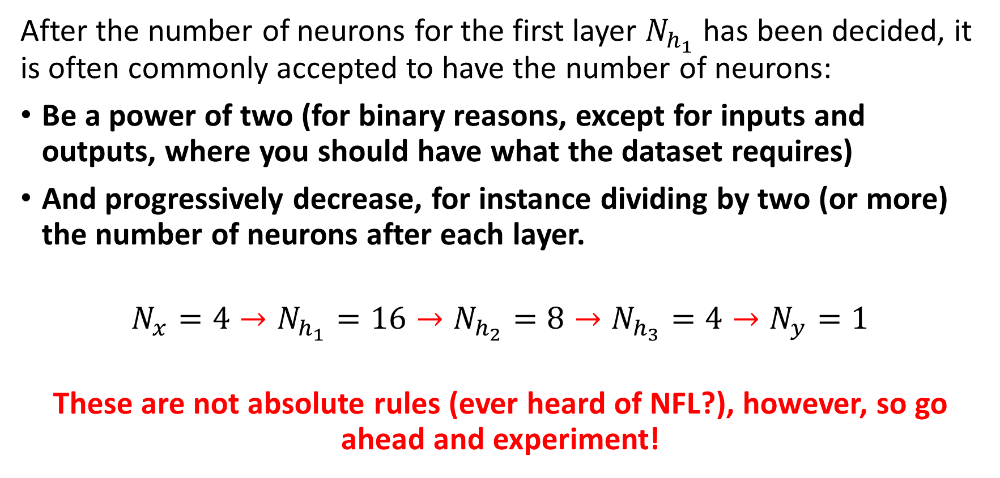 After the number of neurons for the first layer N_{h_1} has been decided, it
is often commonly accepted to have the number of neurons:
• Be a power of two (for binary reasons, except for inputs and
outputs, where you should have what the dataset requires)
• And progressively decrease, for instance dividing by two (or more)
the number of neurons after each layer.
N_x = 4 → N_{h_1} = 16 → N_{h_2} = 8 → N_{h_3} = 4 → N_y = 1
These are not absolute rules (ever heard of NFL?), however, so go
ahead and experiment!